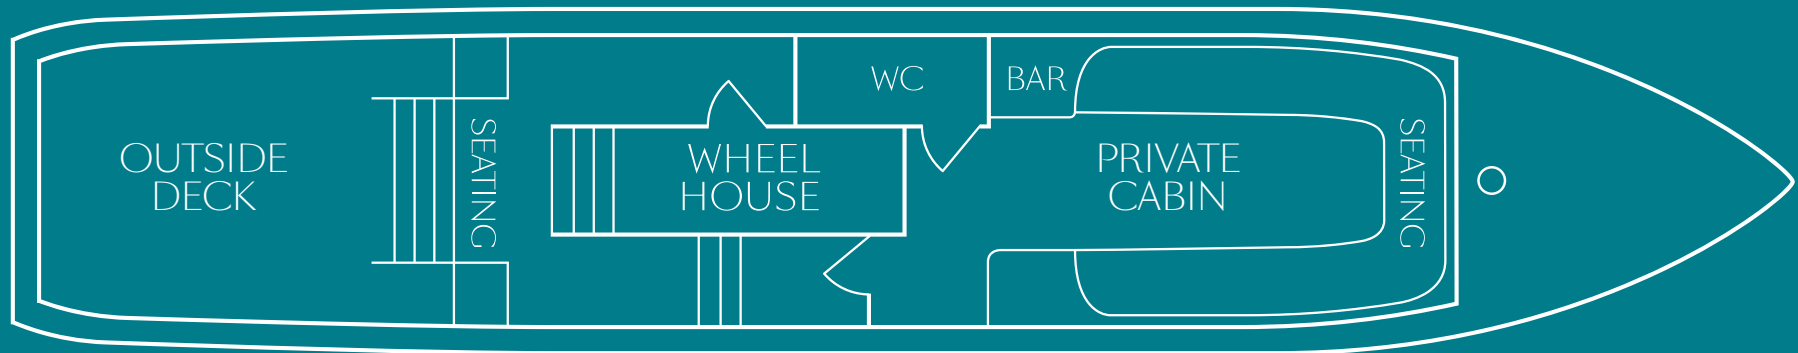 OUTSIDE
DECK
SEATING
WHEEL
HOUSE
WC
BAR
PRIVATE
CABIN
SEATING